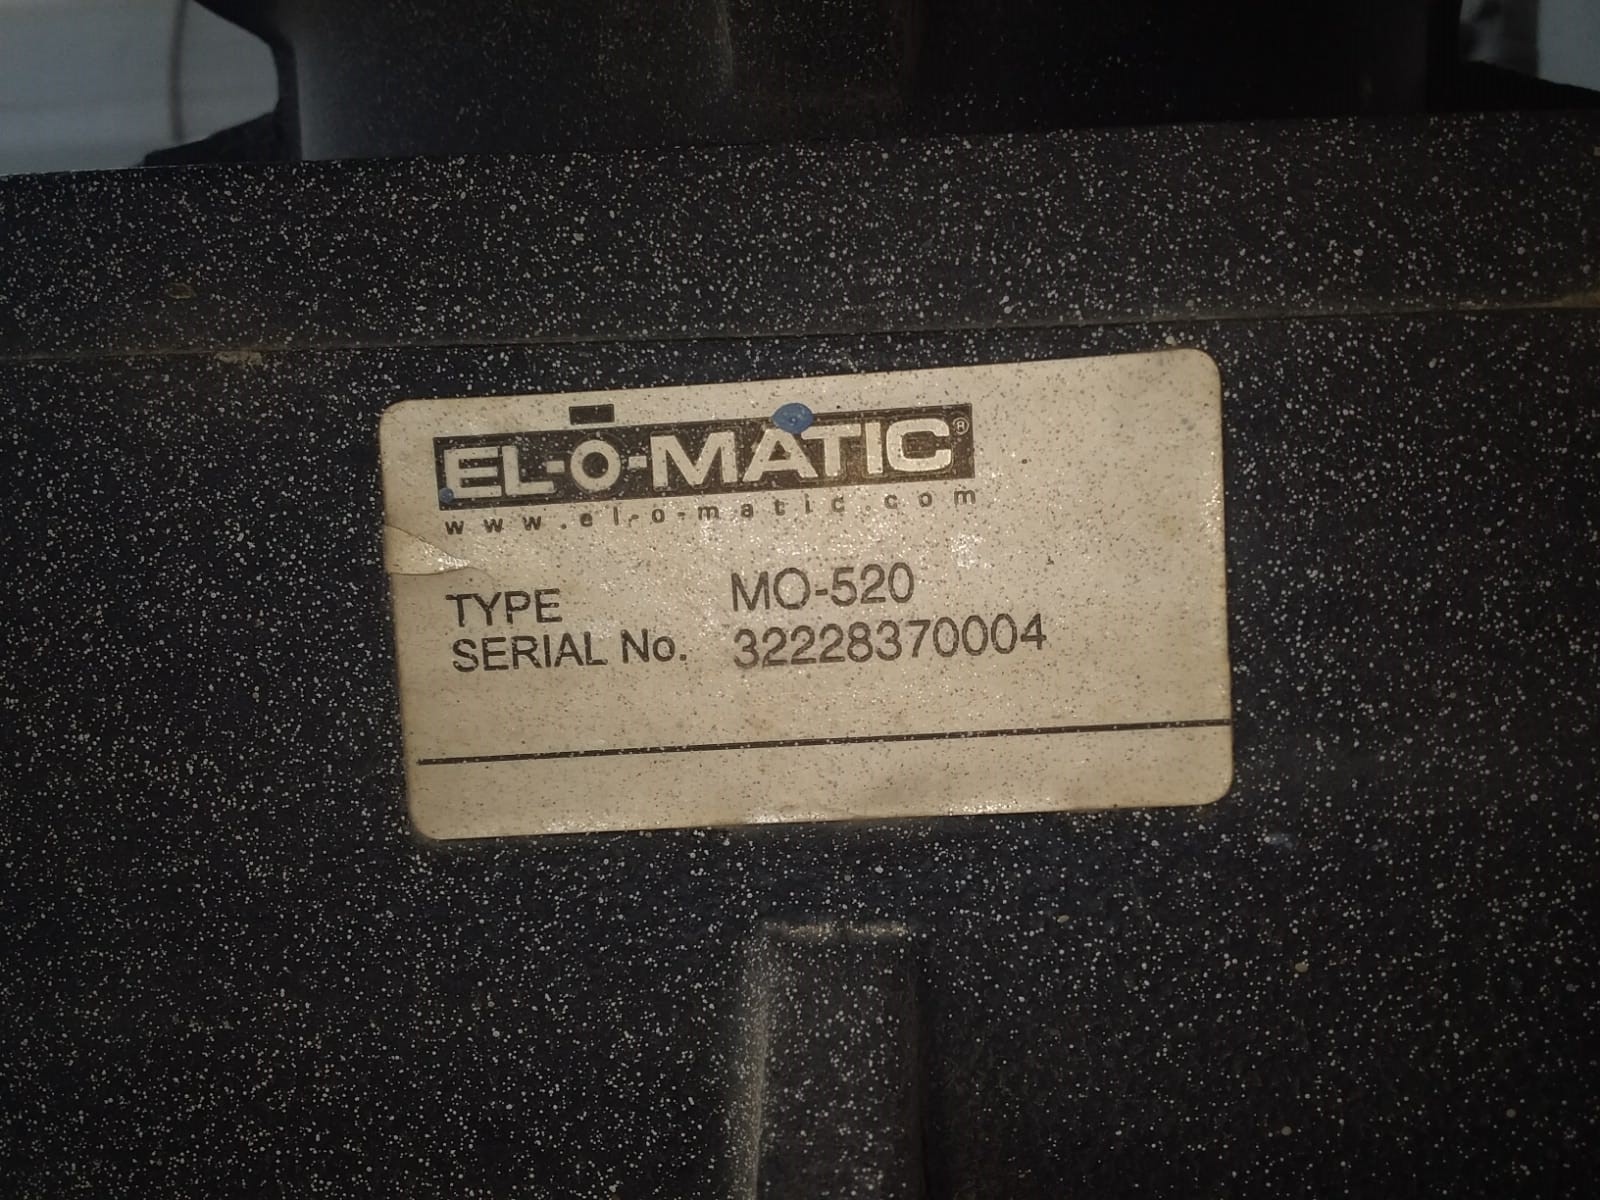 EL-O-MATIC®
www.el-o-matic.com
TYPE MO-520
SERIAL No. 32228370004